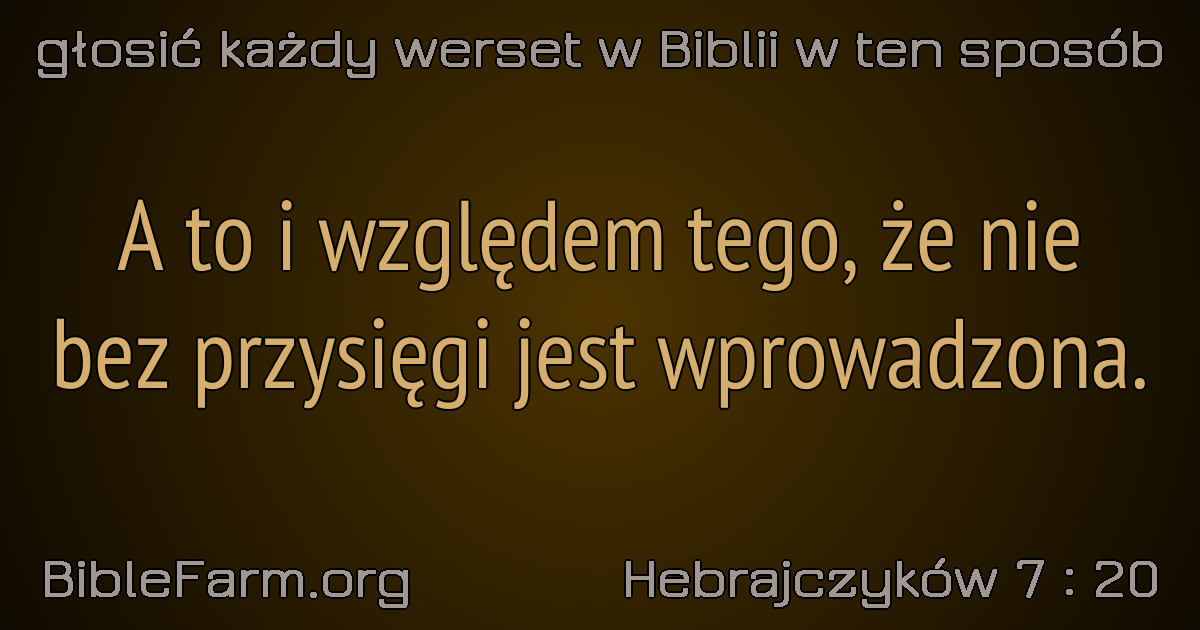 głosić każdy werset w Biblii w ten sposób
A to i względem tego, że nie
bez przysięgi jest wprowadzona.
BibleFarm.org
Hebrajczyków 7 : 20